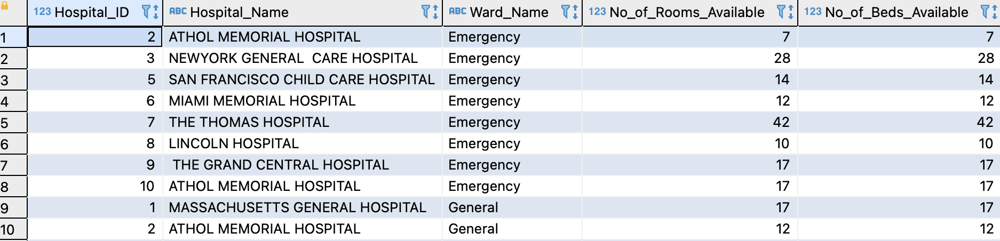 123 Hospital_ID ABC Hospital_Name ABC Ward_Name 123 No_of_Rooms_Available 123 No_of_Beds_Available
1 2 ATHOL MEMORIAL HOSPITAL Emergency 7 7
2 3 NEWYORK GENERAL  CARE HOSPITAL Emergency 28 28
3 5 SAN FRANCISCO CHILD CARE HOSPITAL Emergency 14 14
4 6 MIAMI MEMORIAL HOSPITAL Emergency 12 12
5 7 THE THOMAS HOSPITAL Emergency 42 42
6 8 LINCOLN HOSPITAL Emergency 10 10
7 9 THE GRAND CENTRAL HOSPITAL Emergency 17 17
8 10 ATHOL MEMORIAL HOSPITAL Emergency 17 17
9 1 MASSACHUSETTS GENERAL HOSPITAL General 17 17
10 2 ATHOL MEMORIAL HOSPITAL General 12 12